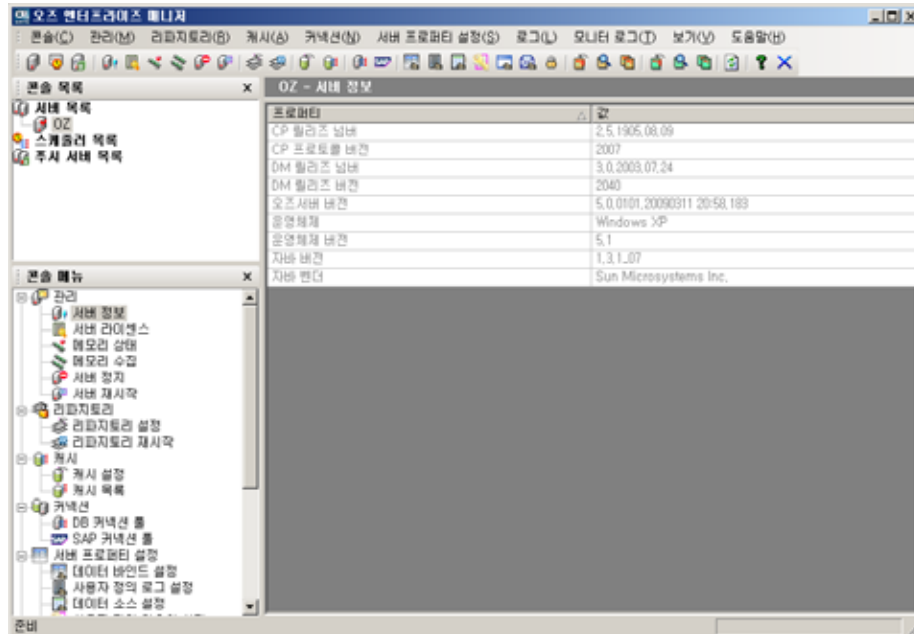 오즈 엔터프라이즈 매니저
콘솔(C) 관리(M) 리파지토리(R) 캐시(A) 커넥션(N) 서버 프로퍼티 설정(S) 로그(L) 모니터 로그(T) 보기(V) 도움말(H)
콘솔 목록
서버 목록
OZ
스케쥴러 목록
주시 서버 목록
콘솔 메뉴
관리
서버 정보
서버 라이센스
메모리 상태
메모리 수집
서버 정지
서버 재시작
리파지토리
리파지토리 설정
리파지토리 재시작
캐시
캐시 설정
캐시 목록
커넥션
DB 커넥션 풀
SAP 커넥션 풀
서버 프로퍼티 설정
데이터 바인드 설정
사용자 정의 로그 설정
데이터 소스 설정
OZ - 서버 정보
프로퍼티 값
CP 릴리즈 넘버 2,5,1905,08,09
CP 프로토콜 버전 2007
DM 릴리즈 넘버 3,0,2003,07,24
DM 릴리즈 버전 2040
오즈서버 버전 5,0,0101,20090311 20:58,183
운영체제 Windows XP
운영체제 버전 5,1
자바 버전 1,3,1_07
자바 벤더 Sun Microsystems Inc,
준비